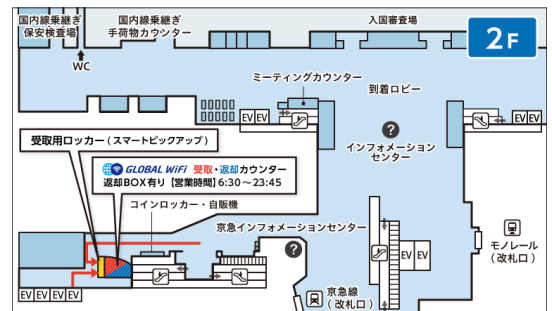 国内線乗継ぎ
保安検査場
国内線乗継ぎ
手荷物カウンター
入国審査場
2F
WC
ミーティングカウンター
到着ロビー
EV EV
EV EV
?
インフォメーション
センター
受取用ロッカー(スマートピックアップ)
GLOBAL WiFi 受取・返却カウンター
返却BOX有り【営業時間】6:30～23:45
コインロッカー・自販機
京急インフォメーションセンター
?
EV EV
モノレール
(改札口)
京急線
(改札口)
EV EV EV EV